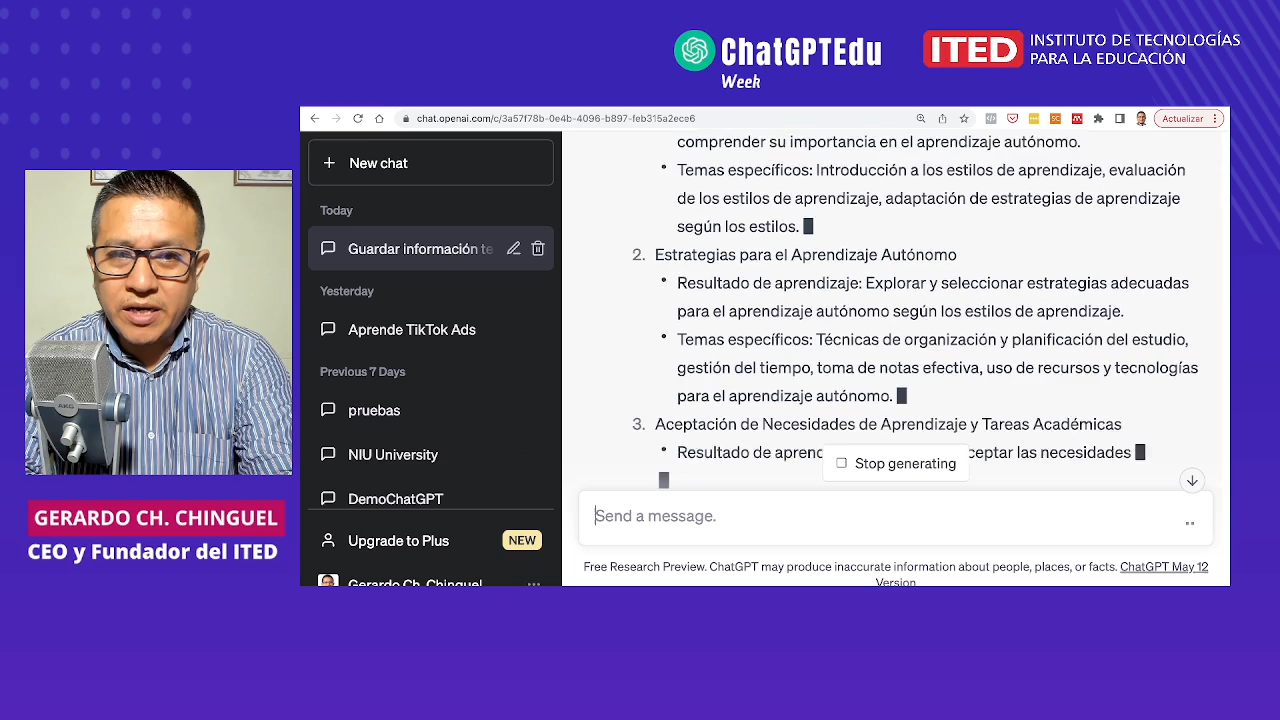 ChatGPTEdu
Week
ITED
INSTITUTO DE TECNOLOGÍAS
PARA LA EDUCACIÓN
chat.openai.com/c/3a57f78b-0e4b-4096-b897-feb315a2ece6
Actualizar
New chat
Today
Guardar información te
Yesterday
Aprende TikTok Ads
Previous 7 Days
pruebas
NIU University
DemoChatGPT
Upgrade to Plus
NEW
Gerardo Ch. Chinguel
comprender su importancia en el aprendizaje autónomo.
• Temas específicos: Introducción a los estilos de aprendizaje, evaluación
de los estilos de aprendizaje, adaptación de estrategias de aprendizaje
según los estilos.
2. Estrategias para el Aprendizaje Autónomo
• Resultado de aprendizaje: Explorar y seleccionar estrategias adecuadas
para el aprendizaje autónomo según los estilos de aprendizaje.
• Temas específicos: Técnicas de organización y planificación del estudio,
gestión del tiempo, toma de notas efectiva, uso de recursos y tecnologías
para el aprendizaje autónomo.
3. Aceptación de Necesidades de Aprendizaje y Tareas Académicas
• Resultado de aprenc ceptar las necesidades
Stop generating
Send a message.
Free Research Preview. ChatGPT may produce inaccurate information about people, places, or facts. ChatGPT May 12
Version
AKG
GERARDO CH. CHINGUEL
CEO y Fundador del ITED